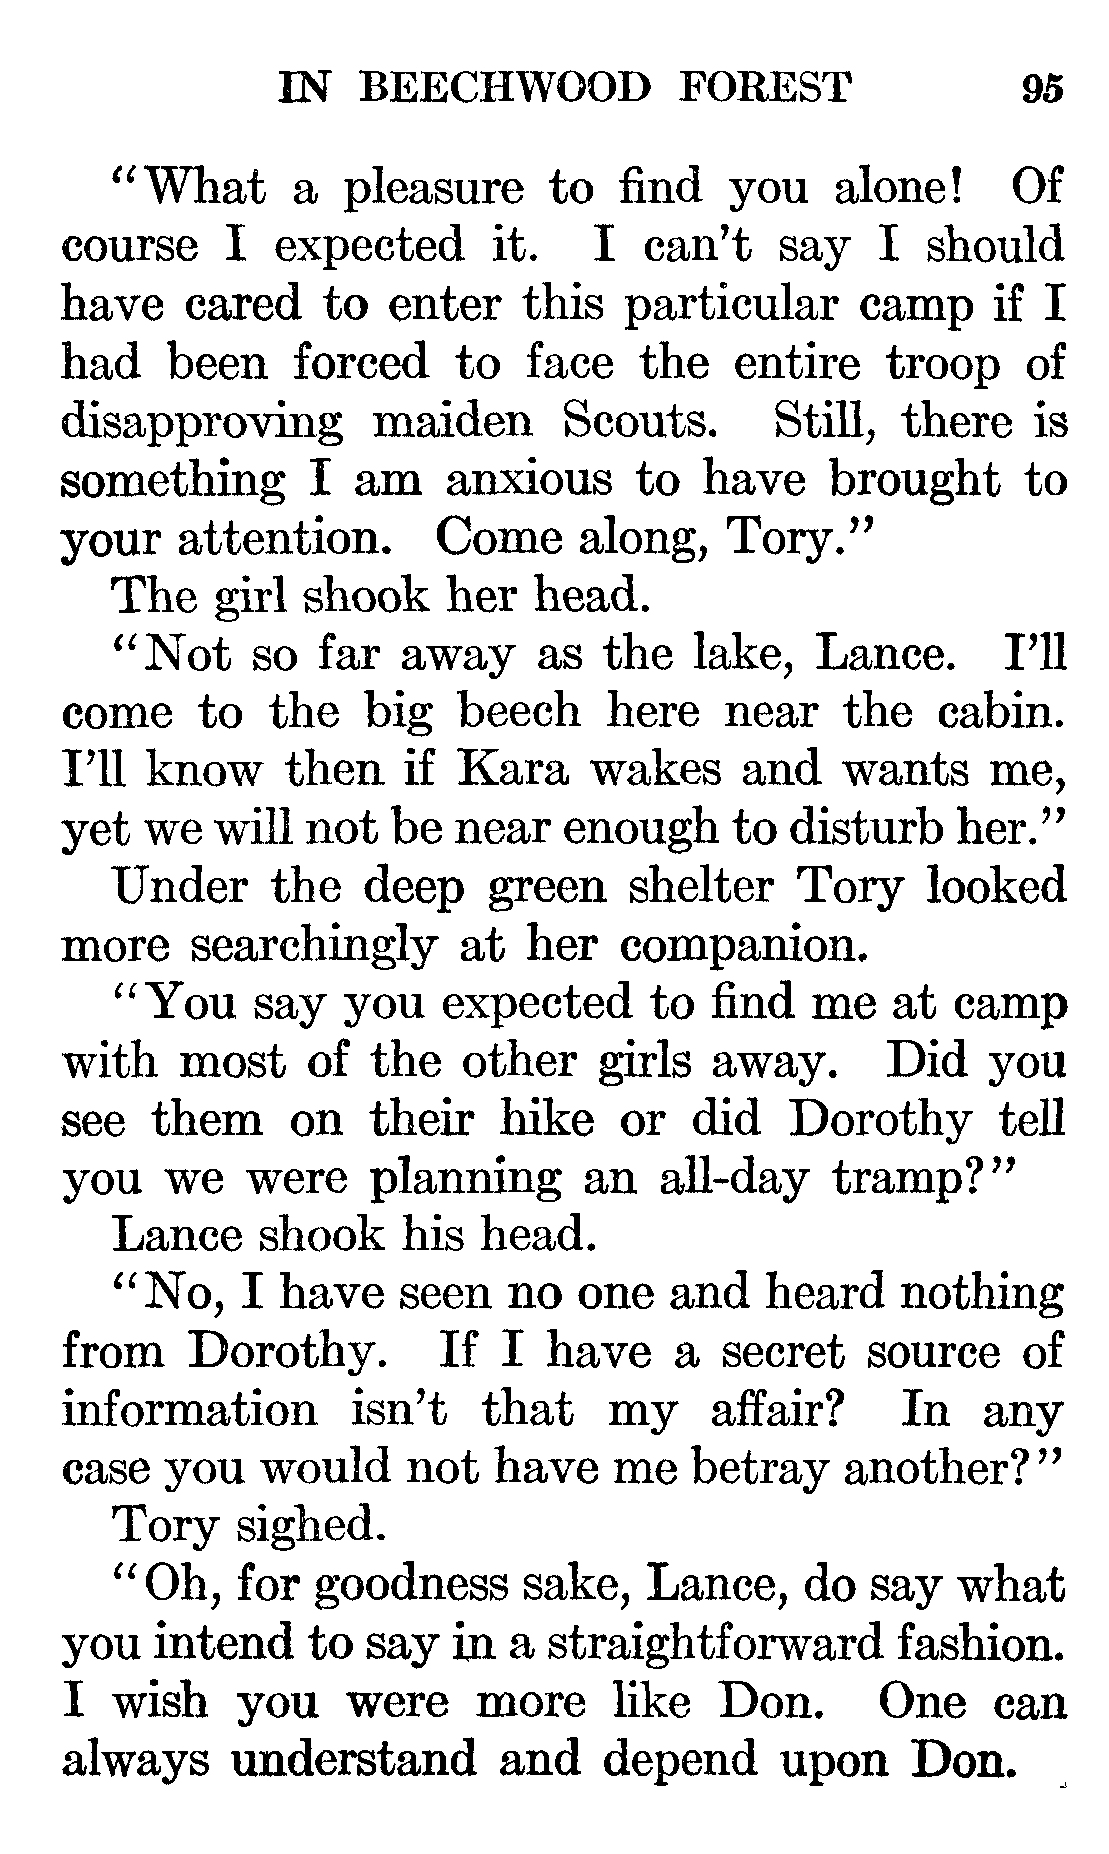 IN BEECHWOOD FOREST 95
“What a pleasure to find you alone! Of
course I expected it. I can’t say I should
have cared to enter this particular camp if I
had been forced to face the entire troop of
disapproving maiden Scouts. Still, there is
something I am anxious to have brought to
your attention. Come along, Tory.”
The girl shook her head.
“Not so far away as the lake, Lance. I’ll
come to the big beech here near the cabin.
I’ll know then if Kara wakes and wants me,
yet we will not be near enough to disturb her.”
Under the deep green shelter Tory looked
more searchingly at her companion.
“You say you expected to find me at camp
with most of the other girls away. Did you
see them on their hike or did Dorothy tell
you we were planning an all-day tramp?”
Lance shook his head.
“No, I have seen no one and heard nothing
from Dorothy. If I have a secret source of
information isn’t that my affair? In any
case you would not have me betray another?”
Tory sighed.
“Oh, for goodness sake, Lance, do say what
you intend to say in a straightforward fashion.
I wish you were more like Don. One can
always understand and depend upon Don.